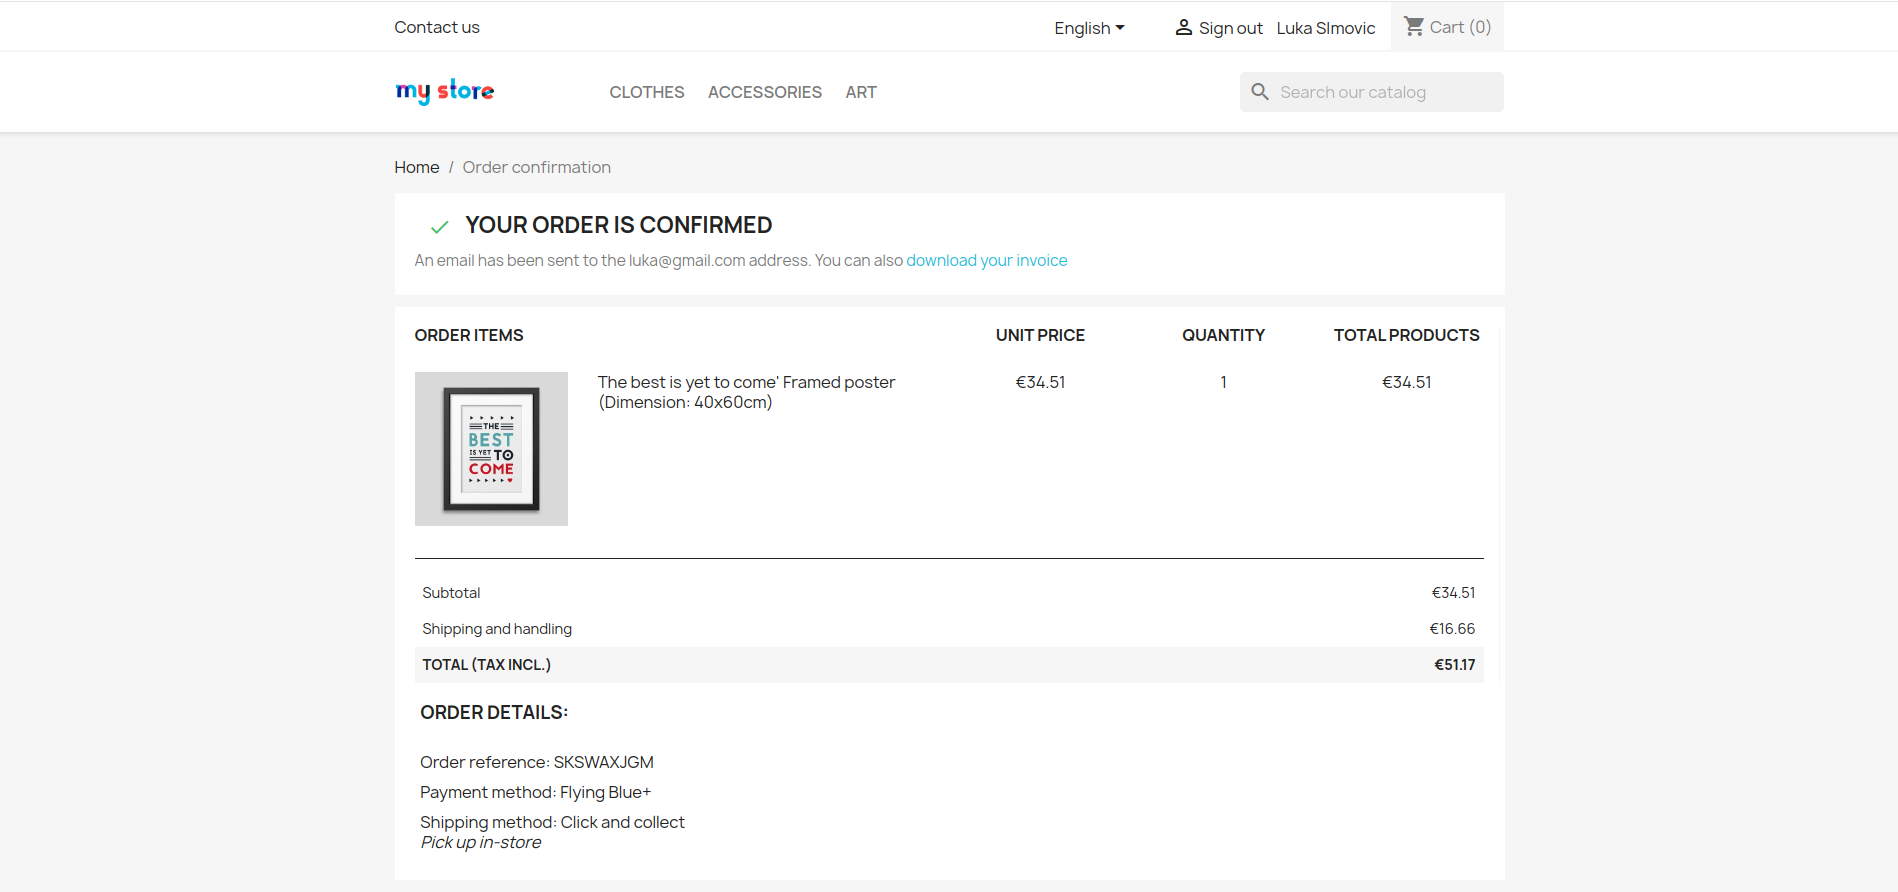 Contact us
English
Sign out
Luka SImovic
Cart (0)
my store
CLOTHES
ACCESSORIES
ART
Search our catalog
Home / Order confirmation
YOUR ORDER IS CONFIRMED
An email has been sent to the luka@gmail.com address. You can also download your invoice
ORDER ITEMS
UNIT PRICE
QUANTITY
TOTAL PRODUCTS
THE
BEST
IS YET TO
COME
The best is yet to come' Framed poster
(Dimension: 40x60cm)
€34.51
1
€34.51
Subtotal €34.51
Shipping and handling €16.66
TOTAL (TAX INCL.) €51.17
ORDER DETAILS:
Order reference: SKSWAXJGM
Payment method: Flying Blue+
Shipping method: Click and collect
Pick up in-store